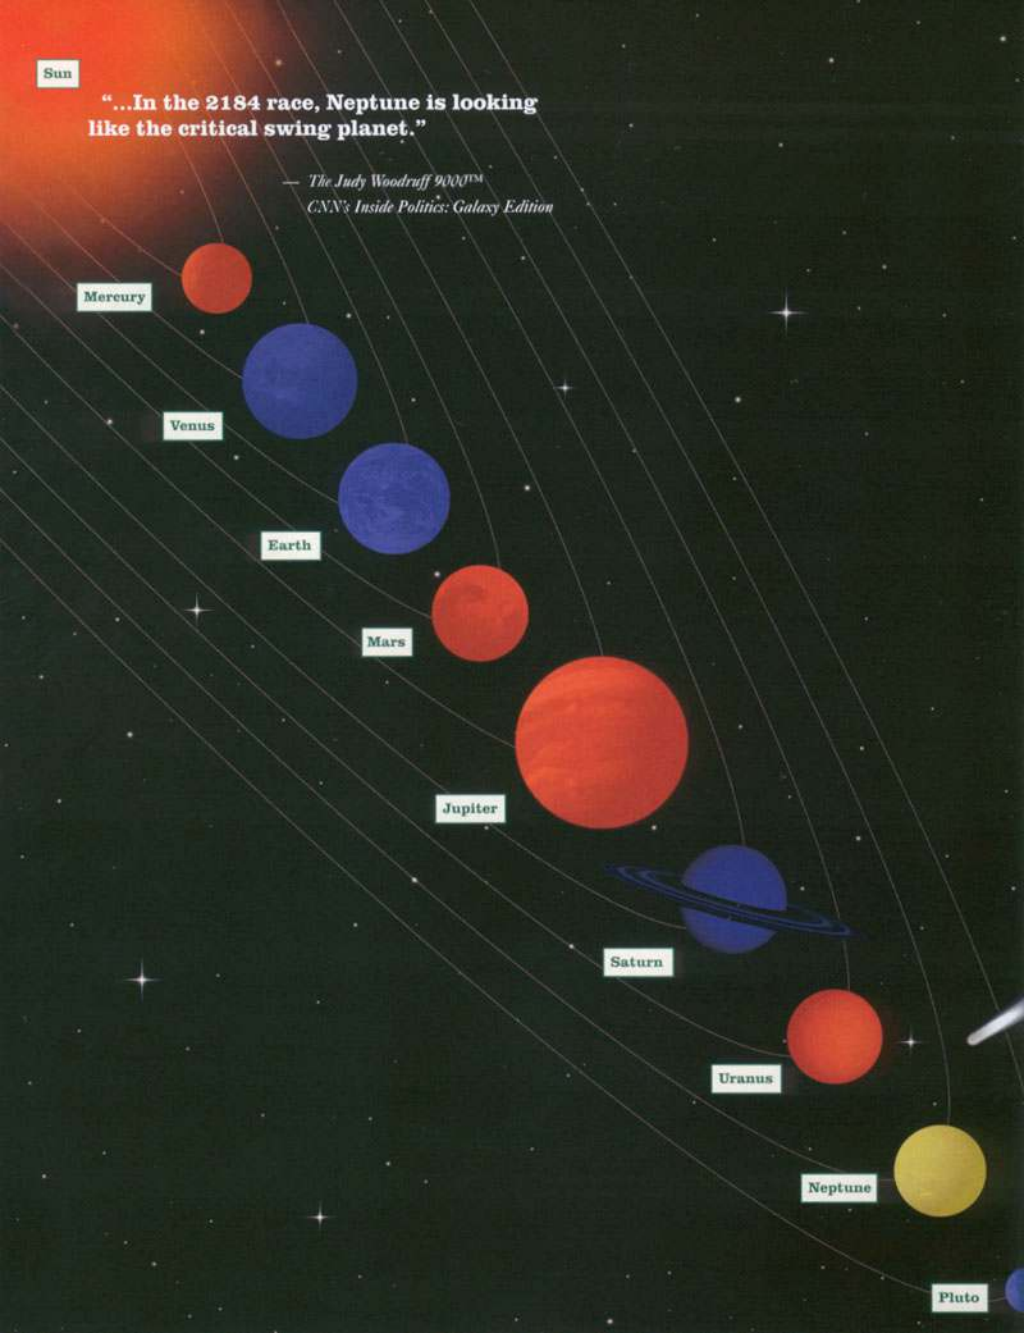 Sun
“...In the 2184 race, Neptune is looking
like the critical swing planet.”
— The Judy Woodruff 9000™
CNN's Inside Politics: Galaxy Edition
Mercury
Venus
Earth
Mars
Jupiter
Saturn
Uranus
Neptune
Pluto